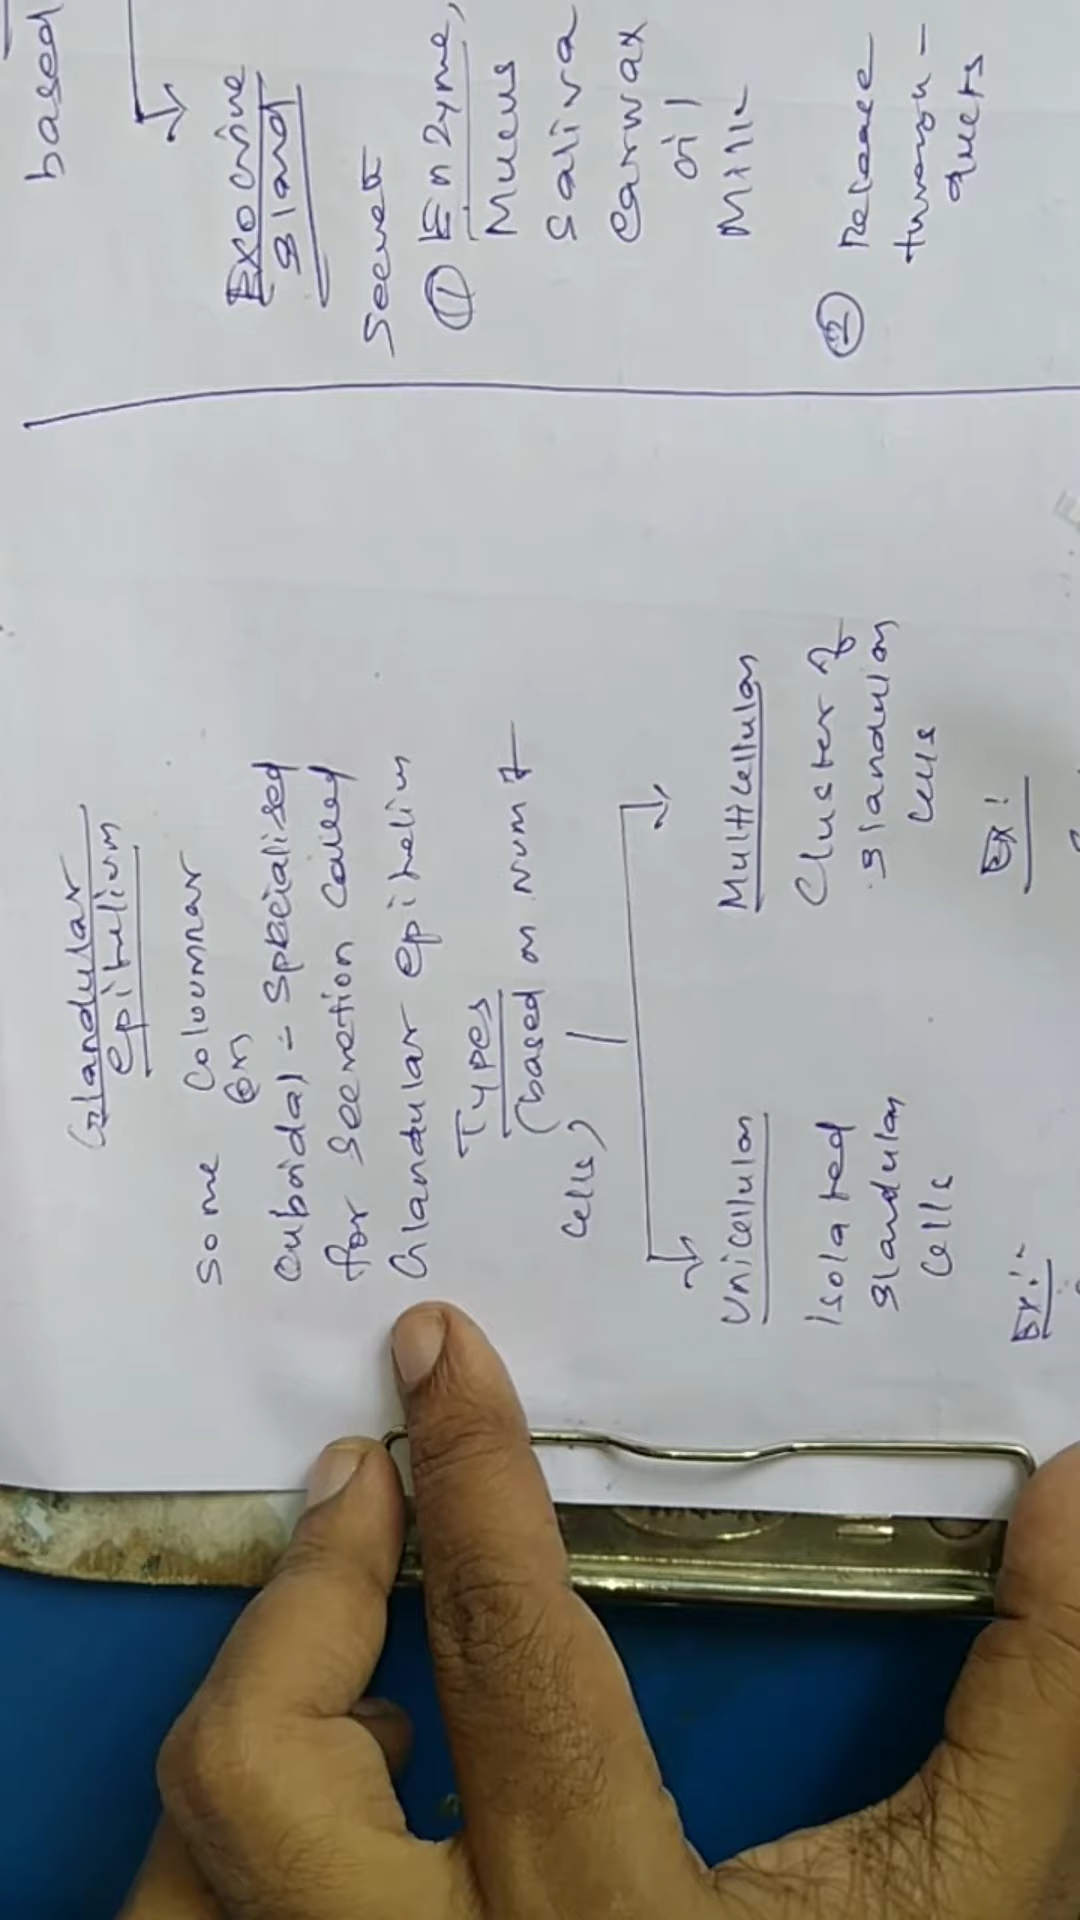 Glandular
epithelium
Some Coloumnar
(or)
Cuboidal - Specialised
for Secretion called
Glandular epithelium
Types
(based on num of
cells)
Unicellular
Isolated
glandular
cells
Ex:-
Multicellular
Cluster of
glandular
cells
Ex:
based
Exocrine
gland
Secrete
① Enzyme,
Mucus
Saliva
Earwax
oil
Milk
② Release
through -
ducts